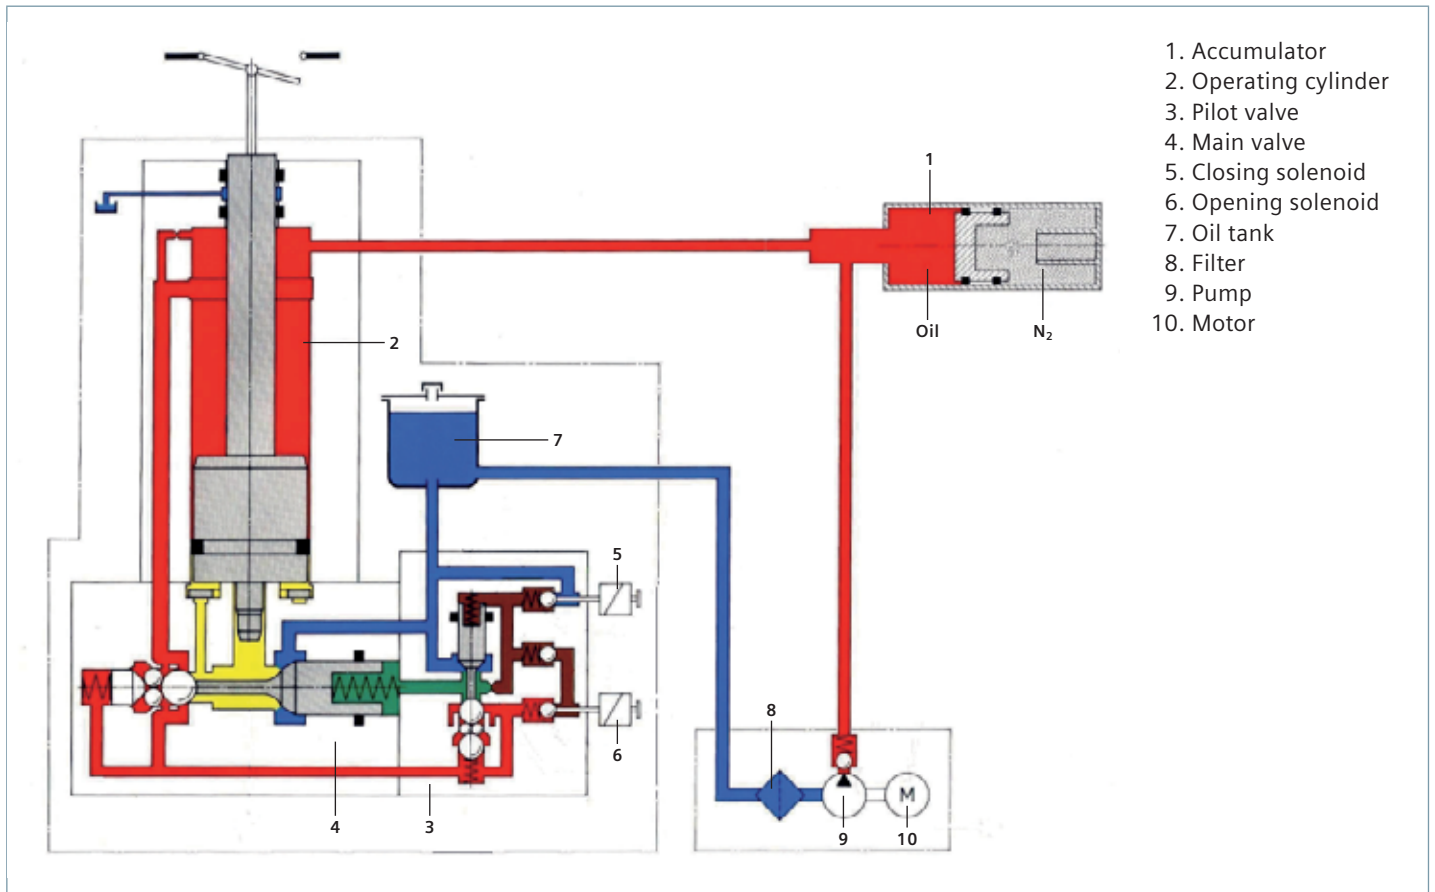 1. Accumulator
2. Operating cylinder
3. Pilot valve
4. Main valve
5. Closing solenoid
6. Opening solenoid
7. Oil tank
8. Filter
9. Pump
10. Motor
1
Oil
N₂
2
7
5
6
8
M
9
10
4
3